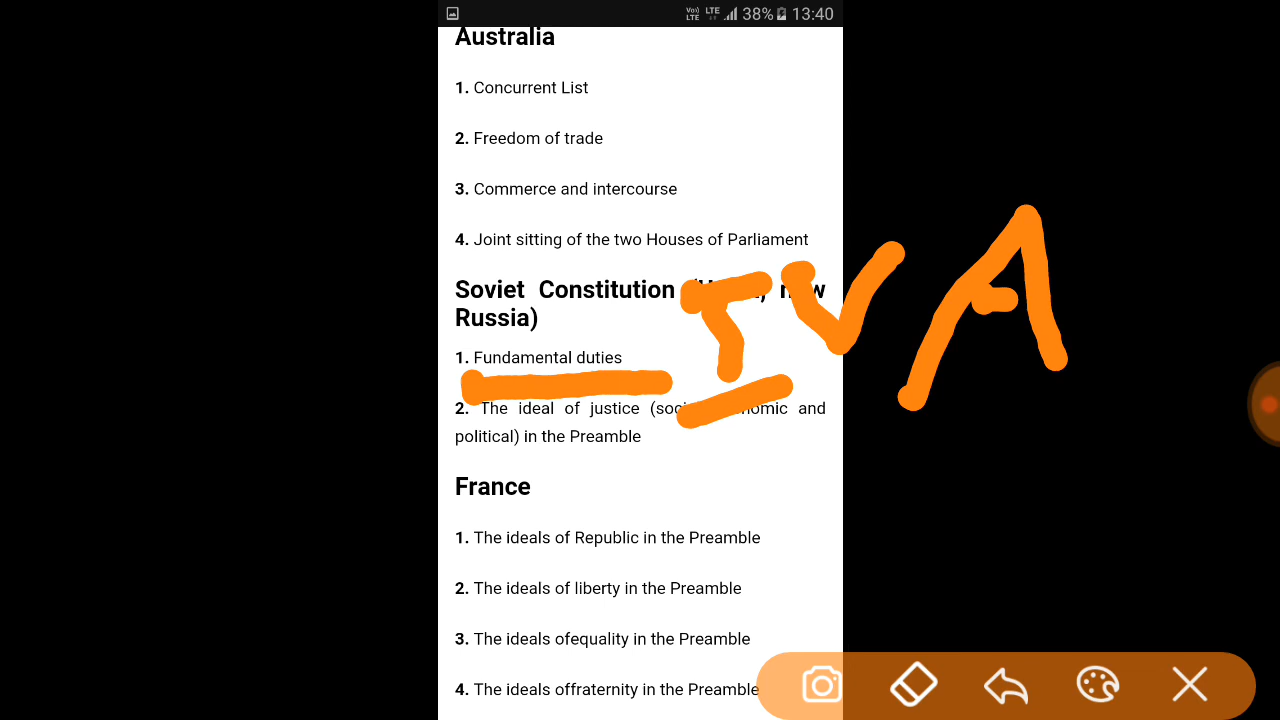 38% 13:40
Australia
1. Concurrent List
2. Freedom of trade
3. Commerce and intercourse
4. Joint sitting of the two Houses of Parliament
Soviet Constitution
Russia)
IVA
1. Fundamental duties
2. The ideal of justice and
political) in the Preamble
France
1. The ideals of Republic in the Preamble
2. The ideals of liberty in the Preamble
3. The ideals ofequality in the Preamble
4. The ideals offraternity in the Preamble